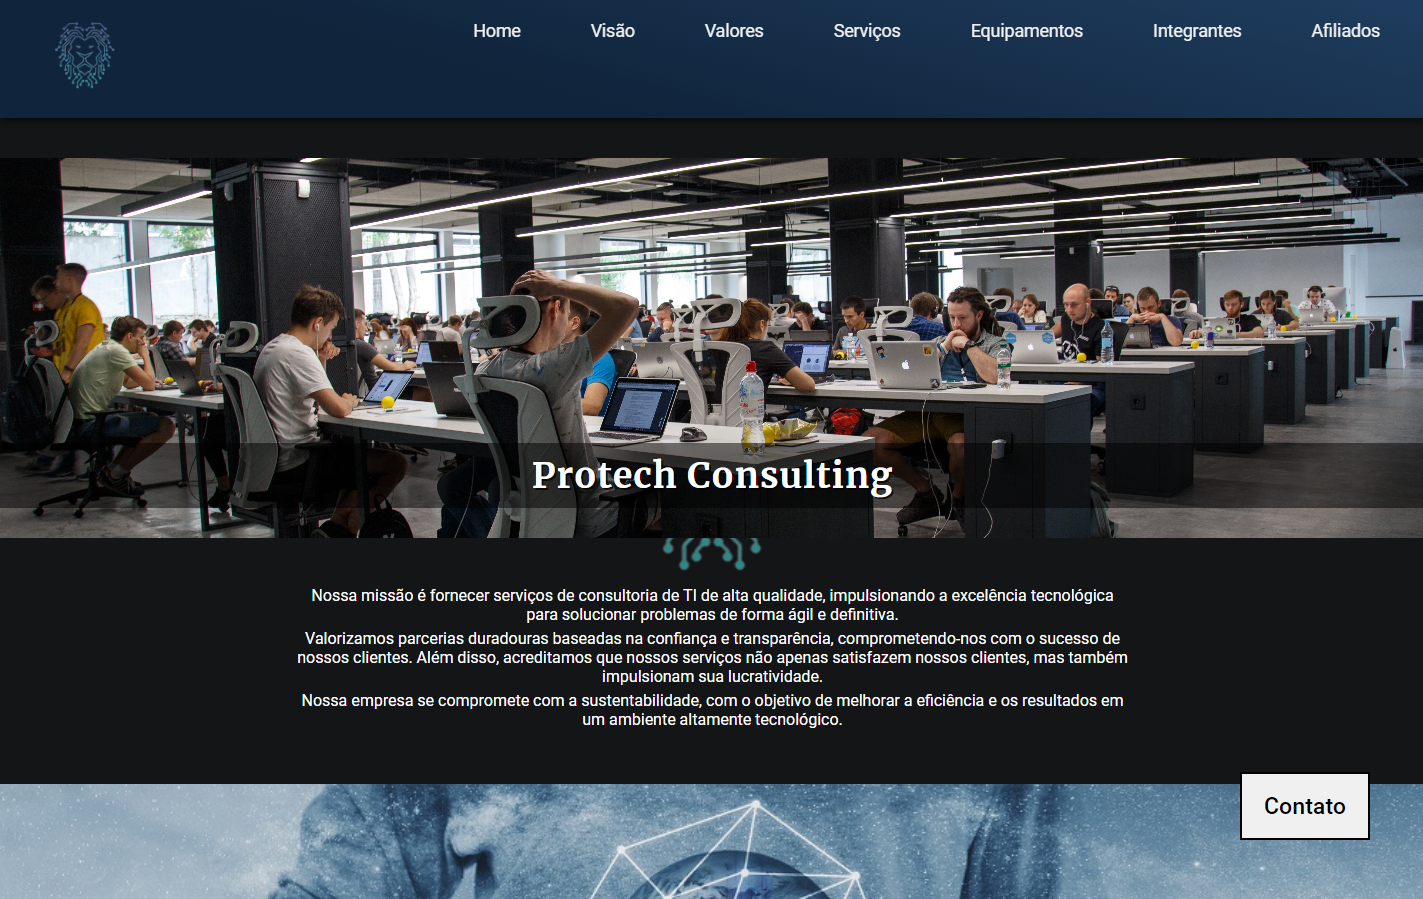 Home Visão Valores Serviços Equipamentos Integrantes Afiliados
Protech Consulting
Nossa missão é fornecer serviços de consultoria de TI de alta qualidade, impulsionando a excelência tecnológica
para solucionar problemas de forma ágil e definitiva.
Valorizamos parcerias duradouras baseadas na confiança e transparência, comprometendo-nos com o sucesso de
nossos clientes. Além disso, acreditamos que nossos serviços não apenas satisfazem nossos clientes, mas também
impulsionam sua lucratividade.
Nossa empresa se compromete com a sustentabilidade, com o objetivo de melhorar a eficiência e os resultados em
um ambiente altamente tecnológico.
Contato